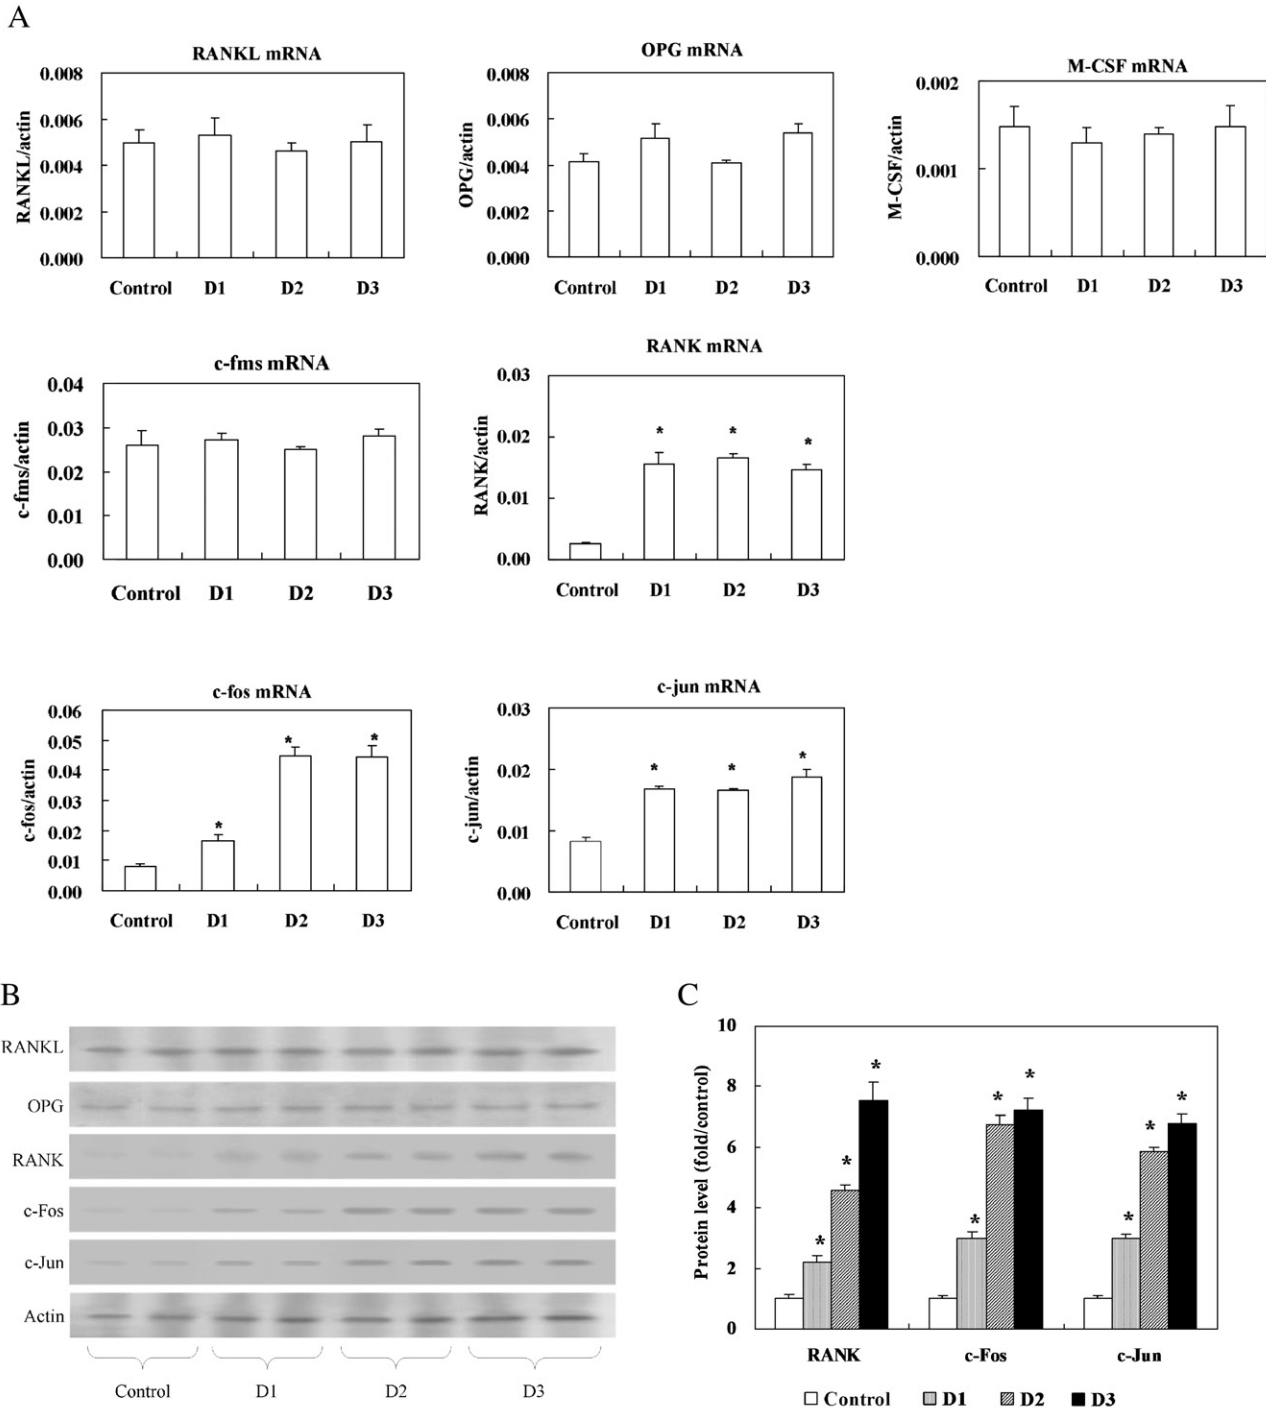 A
RANKL mRNA
RANKL/actin
0.008
0.006
0.004
0.002
0.000
Control D1 D2 D3
OPG mRNA
OPG/actin
0.008
0.006
0.004
0.002
0.000
Control D1 D2 D3
M-CSF mRNA
M-CSF/actin
0.002
0.001
0.000
Control D1 D2 D3
c-fms mRNA
c-fms/actin
0.04
0.03
0.02
0.01
0.00
Control D1 D2 D3
RANK mRNA
RANK/actin
0.03
0.02
0.01
0.00
* * *
Control D1 D2 D3
c-fos mRNA
c-fos/actin
0.06
0.05
0.04
0.03
0.02
0.01
0.00
* * *
Control D1 D2 D3
c-jun mRNA
c-jun/actin
0.03
0.02
0.01
0.00
* * *
Control D1 D2 D3
B
RANKL
OPG
RANK
c-Fos
c-Jun
Actin
Control D1 D2 D3
C
Protein level (fold/control)
10
8
6
4
2
0
* * * * * * * * *
RANK c-Fos c-Jun
Control D1 D2 D3